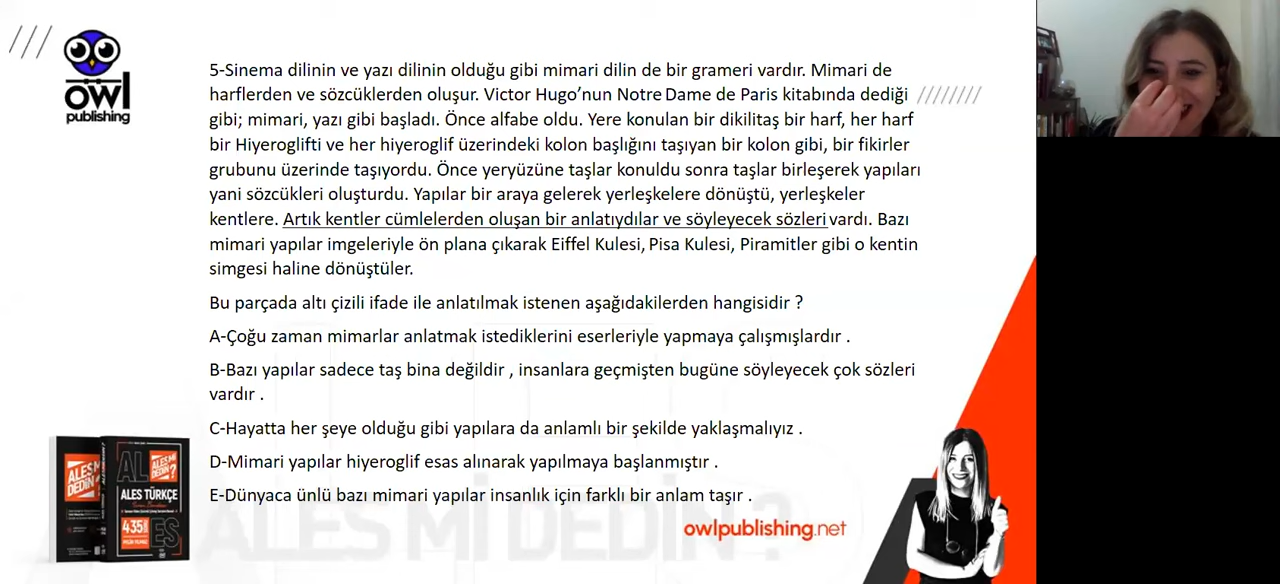 owl
publishing
5-Sinema dilinin ve yazı dilinin olduğu gibi mimari dilin de bir grameri vardır. Mimari de
harflerden ve sözcüklerden oluşur. Victor Hugo’nun Notre Dame de Paris kitabında dediği
gibi; mimari, yazı gibi başladı. Önce alfabe oldu. Yere konulan bir dikilitaş bir harf, her harf
bir Hiyeroglifti ve her hiyeroglif üzerindeki kolon başlığını taşıyan bir kolon gibi, bir fikirler
grubunu üzerinde taşıyordu. Önce yeryüzüne taşlar konuldu sonra taşlar birleşerek yapıları
yani sözcükleri oluşturdu. Yapılar bir araya gelerek yerleşkelere dönüştü, yerleşkeler
kentlere. Artık kentler cümlelerden oluşan bir anlatıydılar ve söyleyecek sözleri vardı. Bazı
mimari yapılar imgeleriyle ön plana çıkarak Eiffel Kulesi, Pisa Kulesi, Piramitler gibi o kentin
simgesi haline dönüştüler.
Bu parçada altı çizili ifade ile anlatılmak istenen aşağıdakilerden hangisidir ?
A-Çoğu zaman mimarlar anlatmak istediklerini eserleriyle yapmaya çalışmışlardır .
B-Bazı yapılar sadece taş bina değildir , insanlara geçmişten bugüne söyleyecek çok sözleri
vardır .
C-Hayatta her şeye olduğu gibi yapılara da anlamlı bir şekilde yaklaşmalıyız .
D-Mimari yapılar hiyeroglif esas alınarak yapılmaya başlanmıştır .
E-Dünyaca ünlü bazı mimari yapılar insanlık için farklı bir anlam taşır .
ALES Mİ
DEDİN?
ALES TÜRKÇE
435
ES
ALES Mİ DEDİN ?
owlpublishing.net